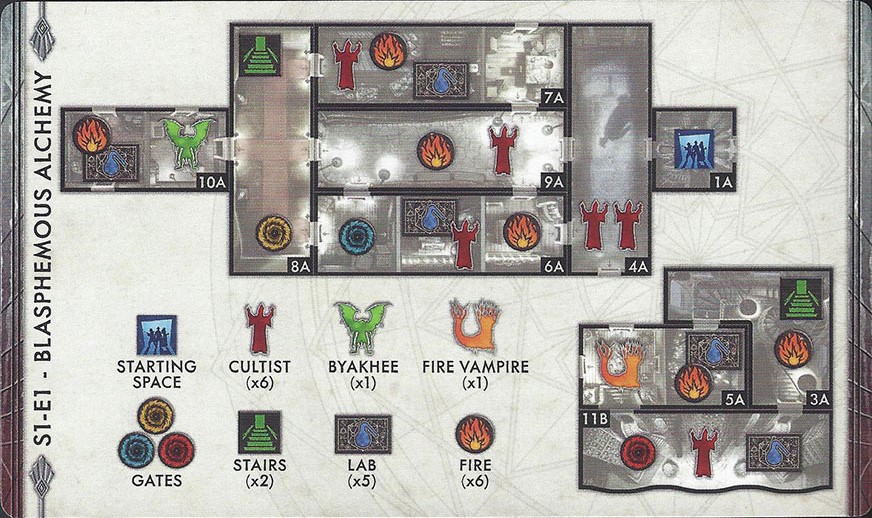 S1-E1 - BLASPHEMOUS ALCHEMY
7A
10A
9A
1A
8A
6A
4A
5A
3A
11B
STARTING
SPACE
CULTIST
(x6)
BYAKHEE
(x1)
FIRE VAMPIRE
(x1)
GATES
STAIRS
(x2)
LAB
(x5)
FIRE
(x6)